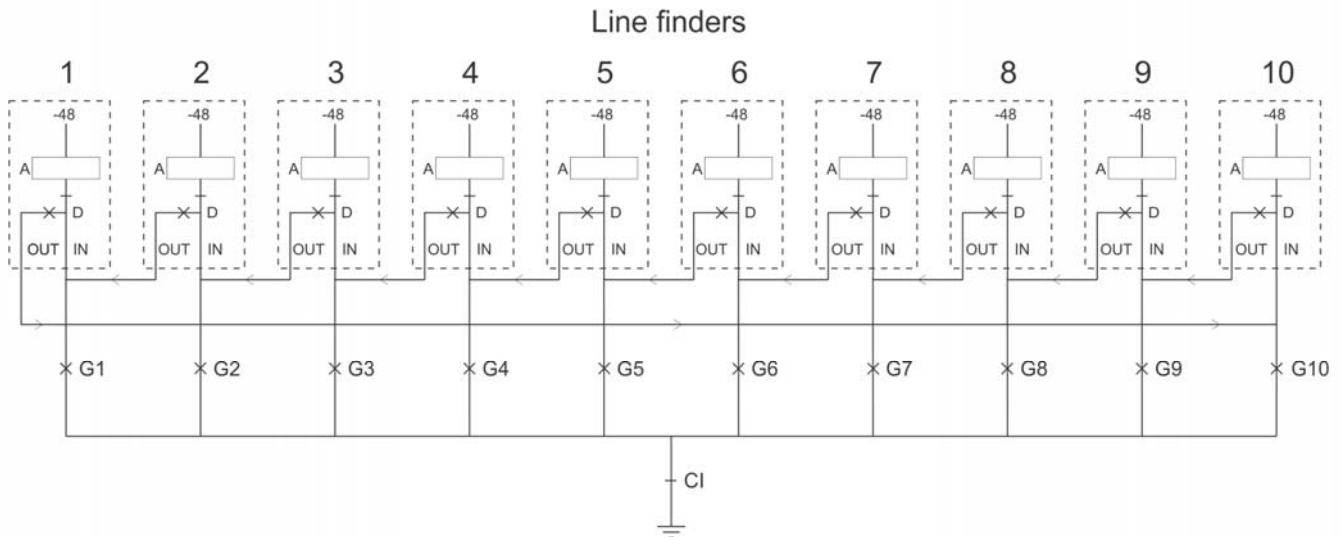 Line finders
1 2 3 4 5 6 7 8 9 10
-48 -48 -48 -48 -48 -48 -48 -48 -48 -48
A A A A A A A A A A
D D D D D D D D D D
OUT IN OUT IN OUT IN OUT IN OUT IN OUT IN OUT IN OUT IN OUT IN OUT IN
G1 G2 G3 G4 G5 G6 G7 G8 G9 G10
CI